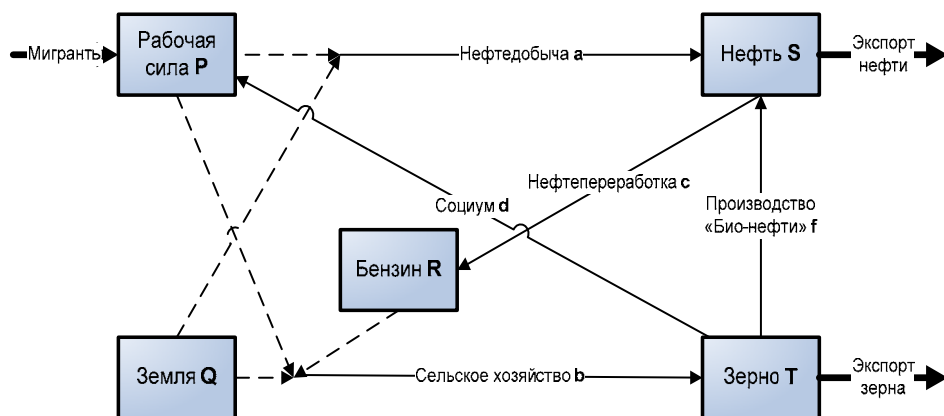 Мигранты
Рабочая
сила P
Нефтедобыча a
Нефть S
Экспорт
нефти
Нефтепереработка c
Социум d
Производство
«Био-нефти» f
Бензин R
Земля Q
Сельское хозяйство b
Зерно T
Экспорт
зерна